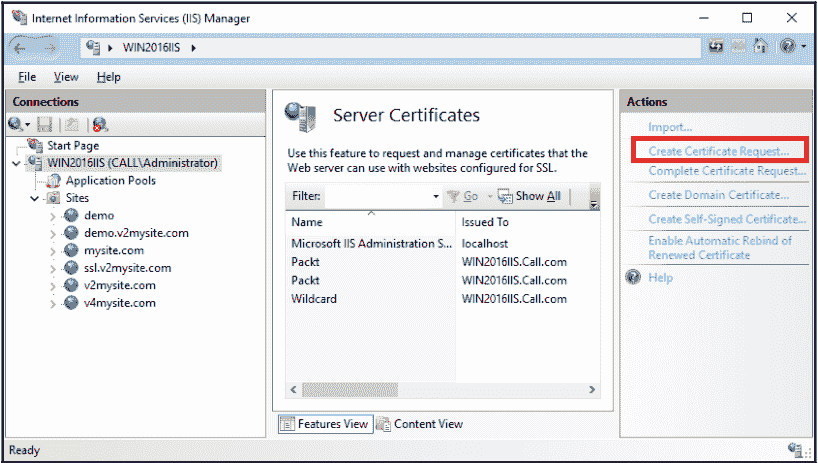 Internet Information Services (IIS) Manager
WIN2016IIS
File View Help
Connections
Start Page
WIN2016IIS (CALL\Administrator)
Application Pools
Sites
demo
demo.v2mysite.com
mysite.com
ssl.v2mysite.com
v2mysite.com
v4mysite.com
Server Certificates
Use this feature to request and manage certificates that the
Web server can use with websites configured for SSL.
Filter: Go Show All
Name Issued To
Microsoft IIS Administration S... localhost
Packt WIN2016IIS.Call.com
Packt WIN2016IIS.Call.com
Wildcard WIN2016IIS.Call.com
Features View Content View
Actions
Import...
Create Certificate Request...
Complete Certificate Request...
Create Domain Certificate...
Create Self-Signed Certificate...
Enable Automatic Rebind of
Renewed Certificate
Help
Ready